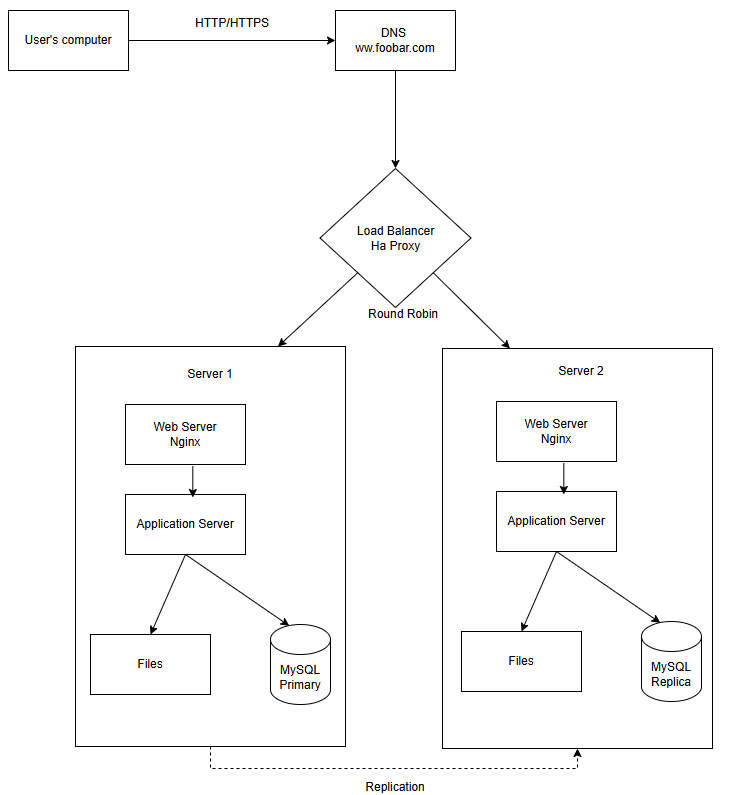 HTTP/HTTPS
User's computer
DNS
ww.foobar.com
Load Balancer
Ha Proxy
Round Robin
Server 1
Web Server
Nginx
Application Server
Files
MySQL
Primary
Server 2
Web Server
Nginx
Application Server
Files
MySQL
Replica
Replication